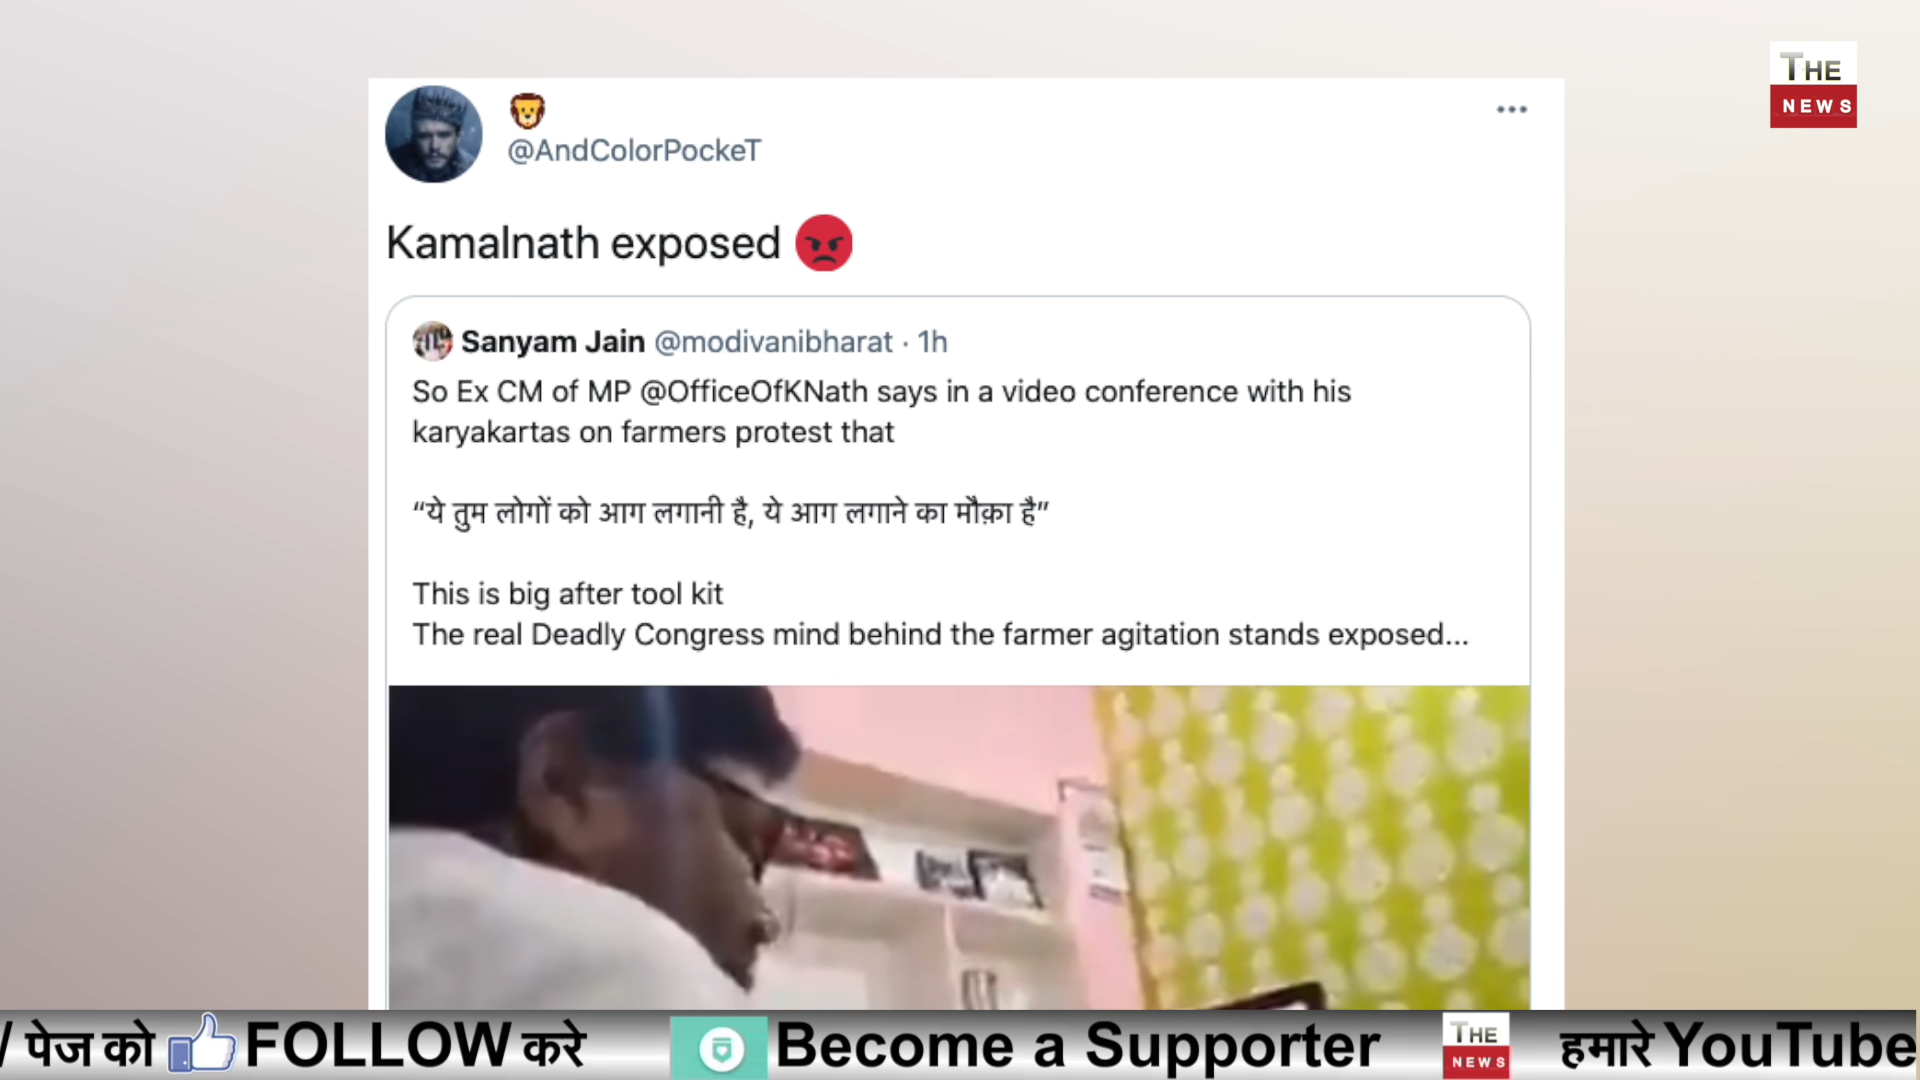 THE
NEWS
@AndColorPockeT
Kamalnath exposed
Sanyam Jain @modivanibharat · 1h
So Ex CM of MP @OfficeOfKNath says in a video conference with his
karyakartas on farmers protest that
“ये तुम लोगों को आग लगानी है, ये आग लगाने का मौक़ा है”
This is big after tool kit
The real Deadly Congress mind behind the farmer agitation stands exposed...
/ पेज को FOLLOW करे Become a Supporter THE NEWS हमारे YouTube